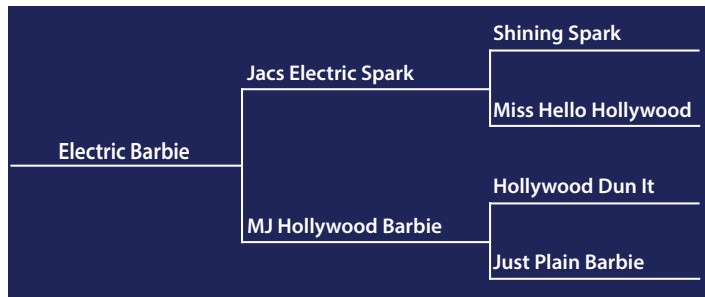 Shining Spark
Jacs Electric Spark
Miss Hello Hollywood
Electric Barbie
Hollywood Dun It
MJ Hollywood Barbie
Just Plain Barbie